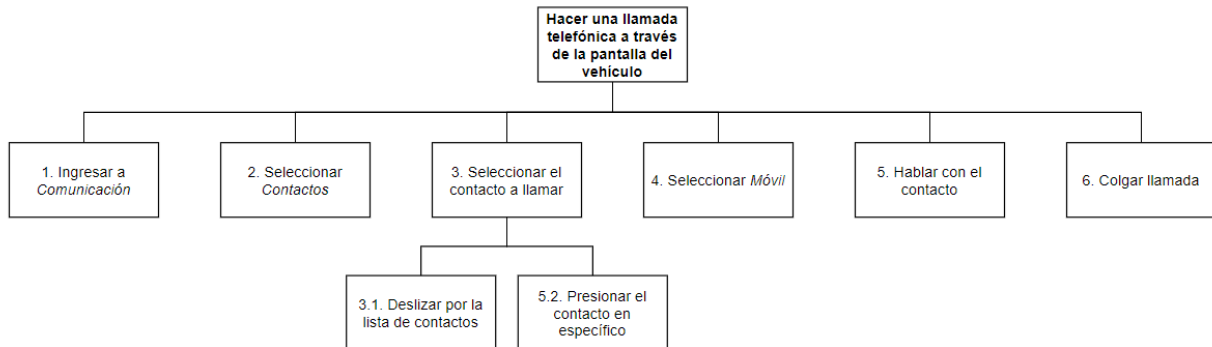 Hacer una llamada
telefónica a través
de la pantalla del
vehículo
1. Ingresar a
Comunicación
2. Seleccionar
Contactos
3. Seleccionar el
contacto a llamar
4. Seleccionar Móvil
5. Hablar con el
contacto
6. Colgar llamada
3.1. Deslizar por la
lista de contactos
5.2. Presionar el
contacto en
específico